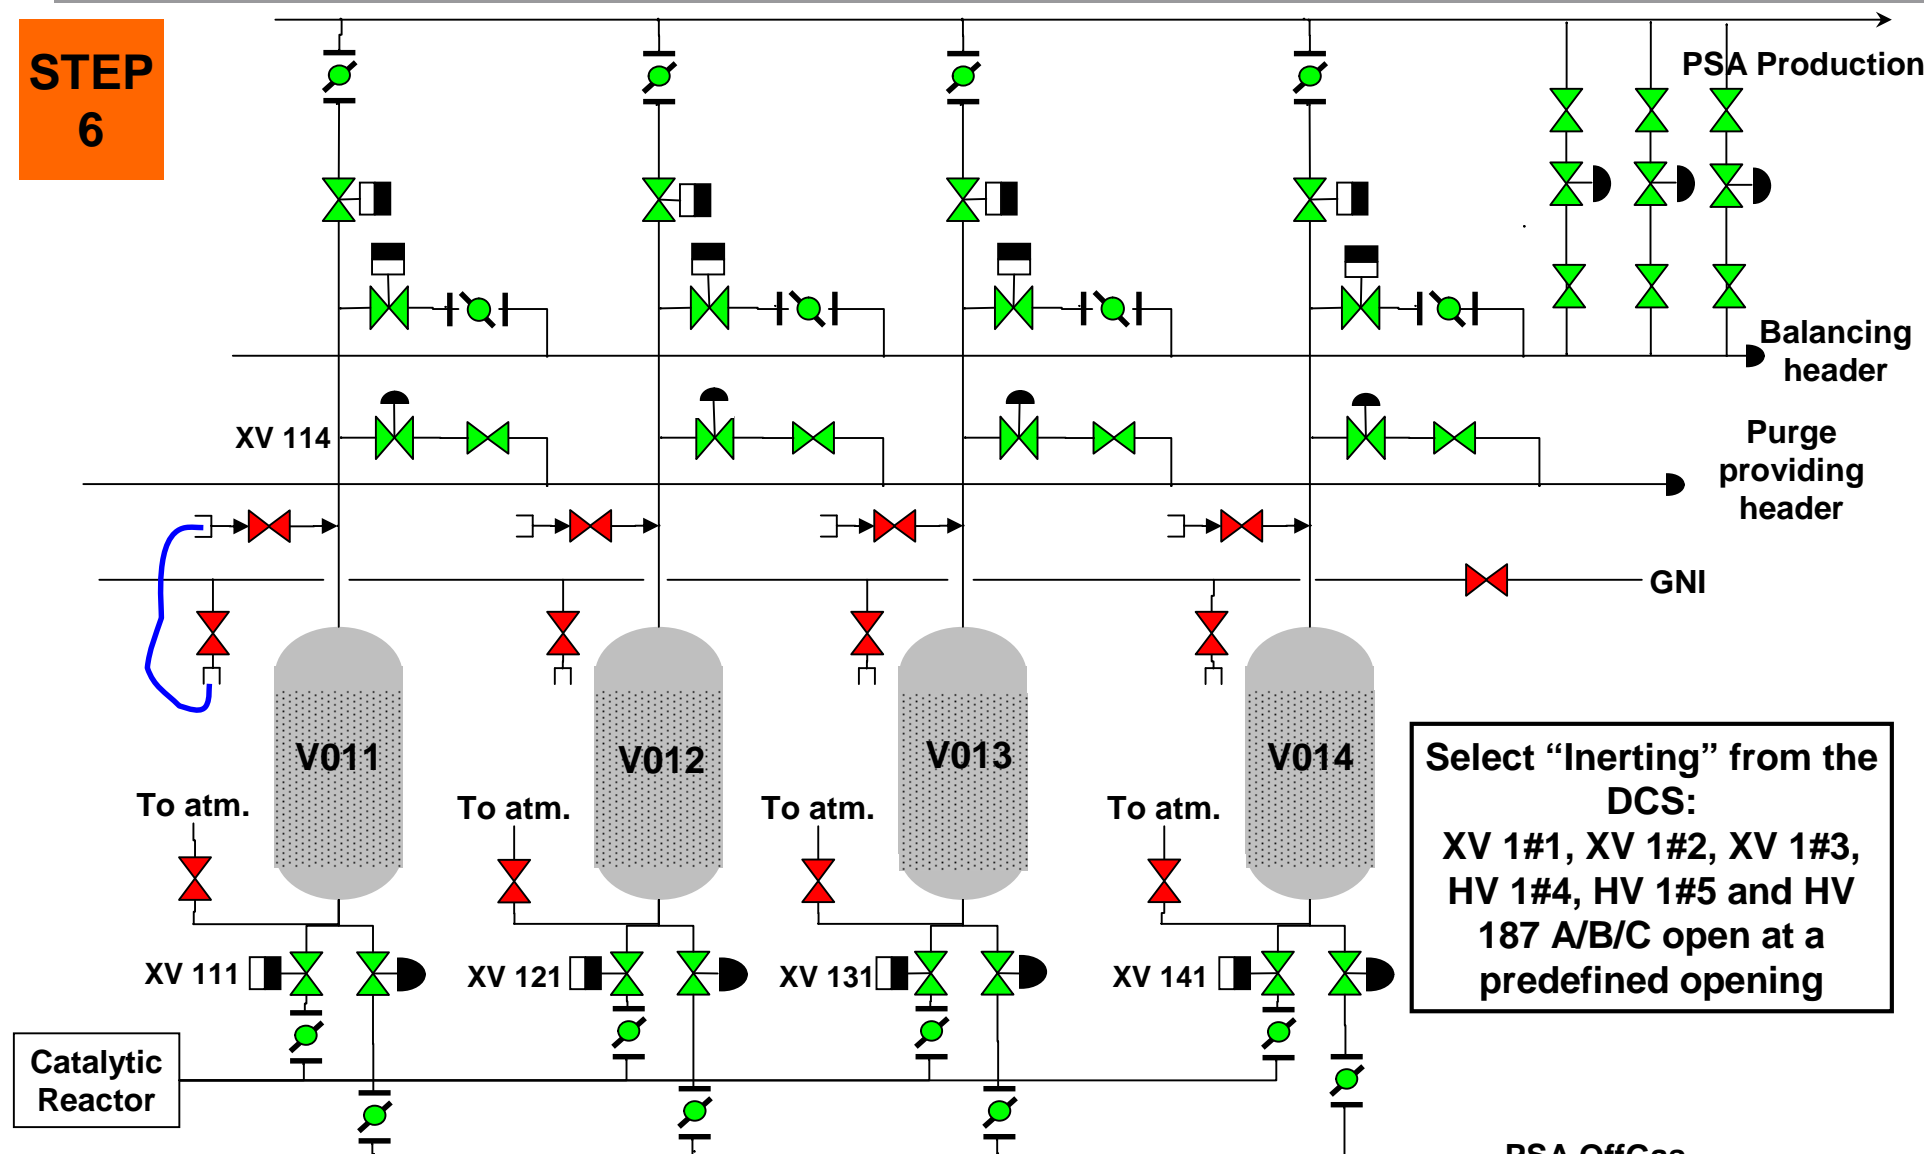 STEP
6
PSA Production
Balancing
header
XV 114
Purge
providing
header
GNI
V011
V012
V013
V014
To atm.
To atm.
To atm.
To atm.
Select “Inerting” from the
DCS:
XV 1#1, XV 1#2, XV 1#3,
HV 1#4, HV 1#5 and HV
187 A/B/C open at a
predefined opening
XV 111
XV 121
XV 131
XV 141
Catalytic
Reactor
PSA OffGas